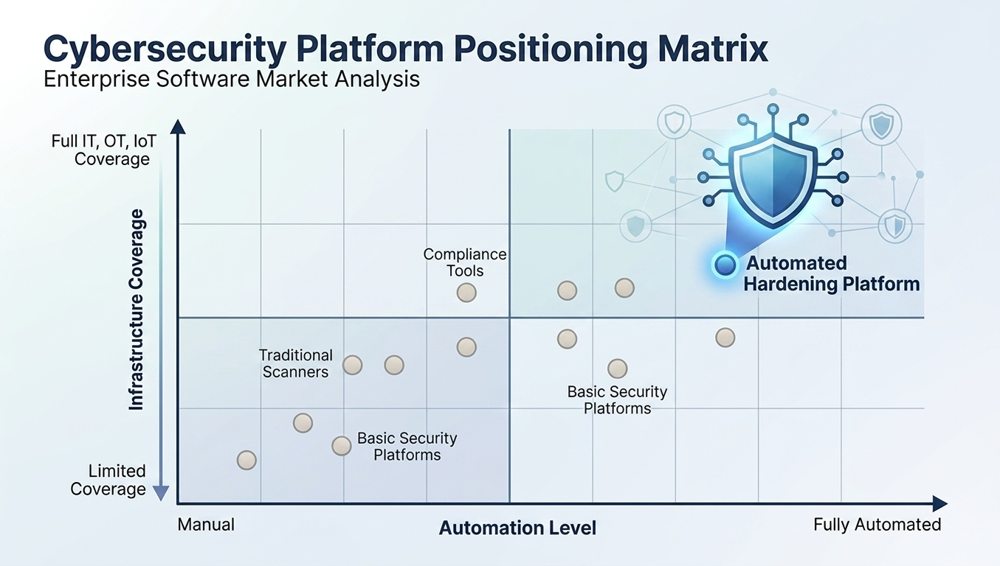 Cybersecurity Platform Positioning Matrix
Enterprise Software Market Analysis
Full IT, OT, IoT
Coverage
Infrastructure Coverage
Limited
Coverage
Compliance
Tools
Automated
Hardening Platform
Traditional
Scanners
Basic Security
Platforms
Basic Security
Platforms
Manual
Automation Level
Fully Automated